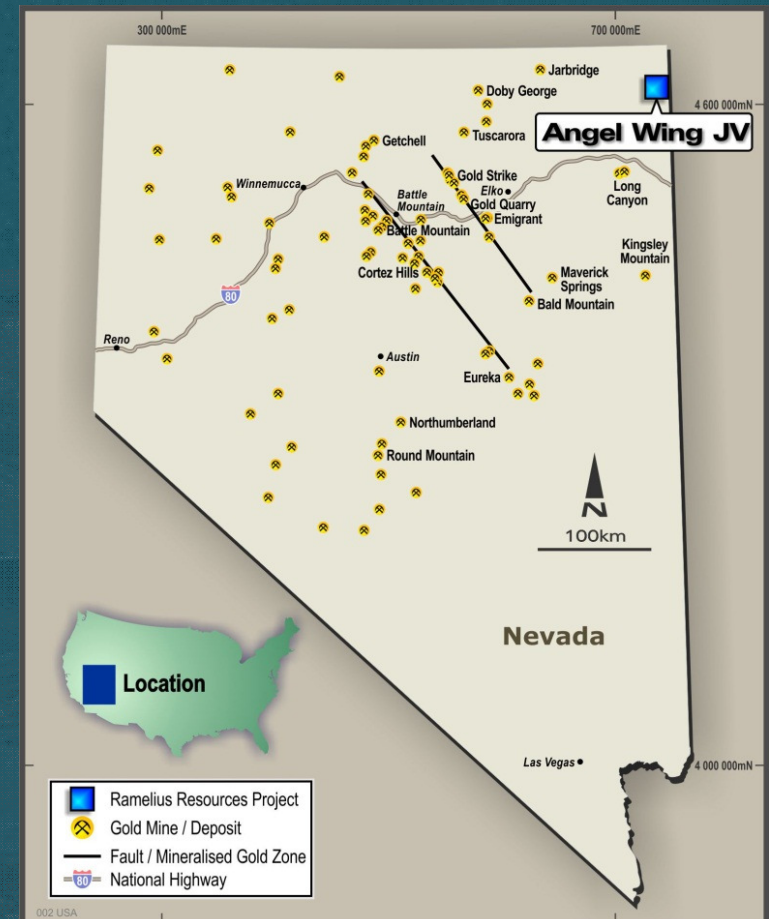 300 000mE
700 000mE
Jarbridge
Doby George
4 600 000mN
Angel Wing JV
Tuscarora
Getchell
Gold Strike
Winnemucca
Elko
Long
Canyon
Battle
Mountain
Gold Quarry
Emigrant
Battle Mountain
Kingsley
Mountain
Cortez Hills
Maverick
Springs
80
Bald Mountain
Reno
Austin
Eureka
Northumberland
Round Mountain
N
100km
Nevada
Location
Las Vegas
4 000 000mN
Ramelius Resources Project
Gold Mine / Deposit
Fault / Mineralised Gold Zone
80
National Highway
002 USA